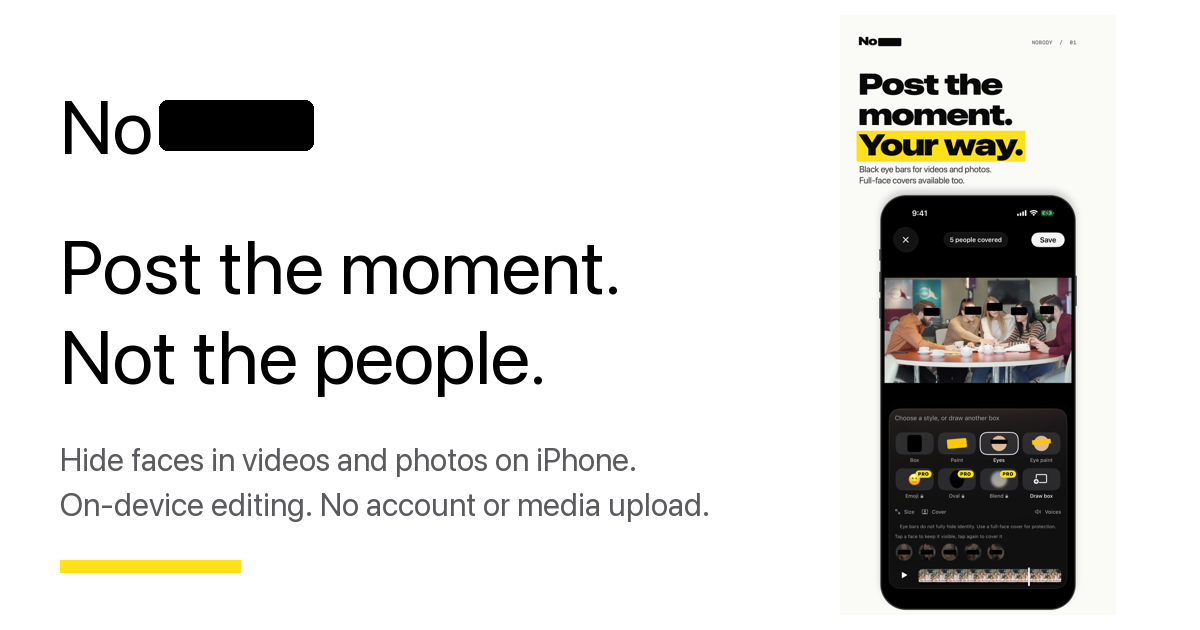 No
Post the moment.
Not the people.
Hide faces in videos and photos on iPhone.
On-device editing. No account or media upload.
No
NOBODY / 01
Post the
moment.
Your way.
Black eye bars for videos and photos.
Full-face covers available too.
9:41
5 people covered
Save
Choose a style, or draw another box
Box
Paint
Eyes
Eye paint
PRO
PRO
PRO
Emoji
Oval
Blend
Draw box
Size
Cover
Voices
Eye bars do not fully hide identity. Use a full-face cover for protection.
Tap a face to keep it visible, tap again to cover it